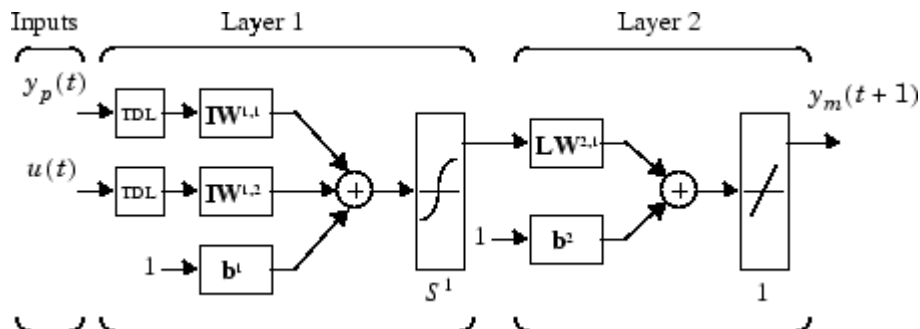 Inputs Layer 1 Layer 2
y_p(t) y_m(t+1)
TDL IW^{1,1}
LW^{2,1}
u(t)
TDL IW^{1,2} + +
1 b^1 1 b^2
S^1 1